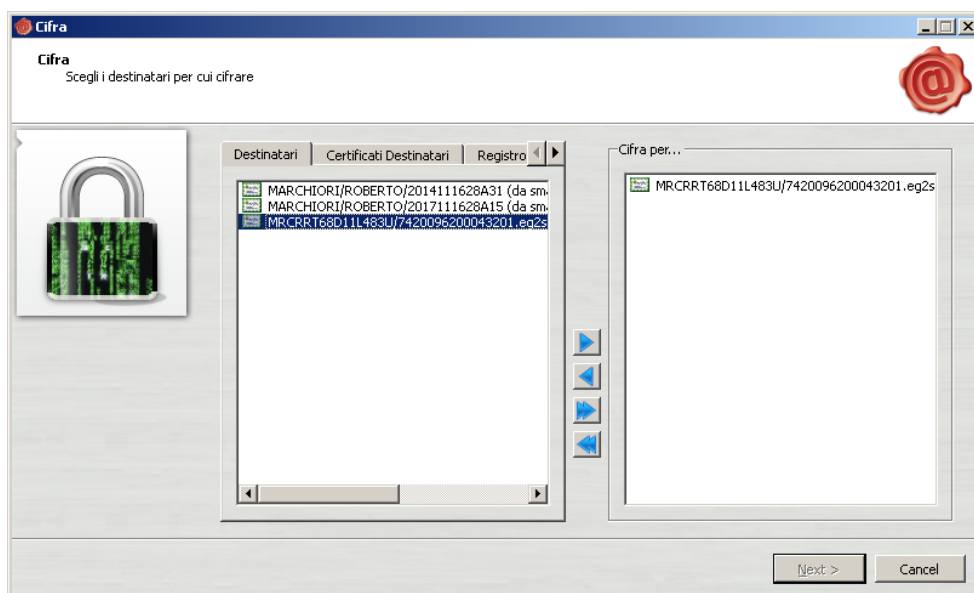 Cifra
Cifra
Scegli i destinatari per cui cifrare
Destinatari
Certificati Destinatari
Registro
MARCHIORI/ROBERTO/2014111628A31 (da sm
MARCHIORI/ROBERTO/2017111628A15 (da sm
MRCRRT68D11L483U/7420096200043201.eg2s
Cifra per...
MRCRRT68D11L483U/7420096200043201.eg2s
Next >
Cancel